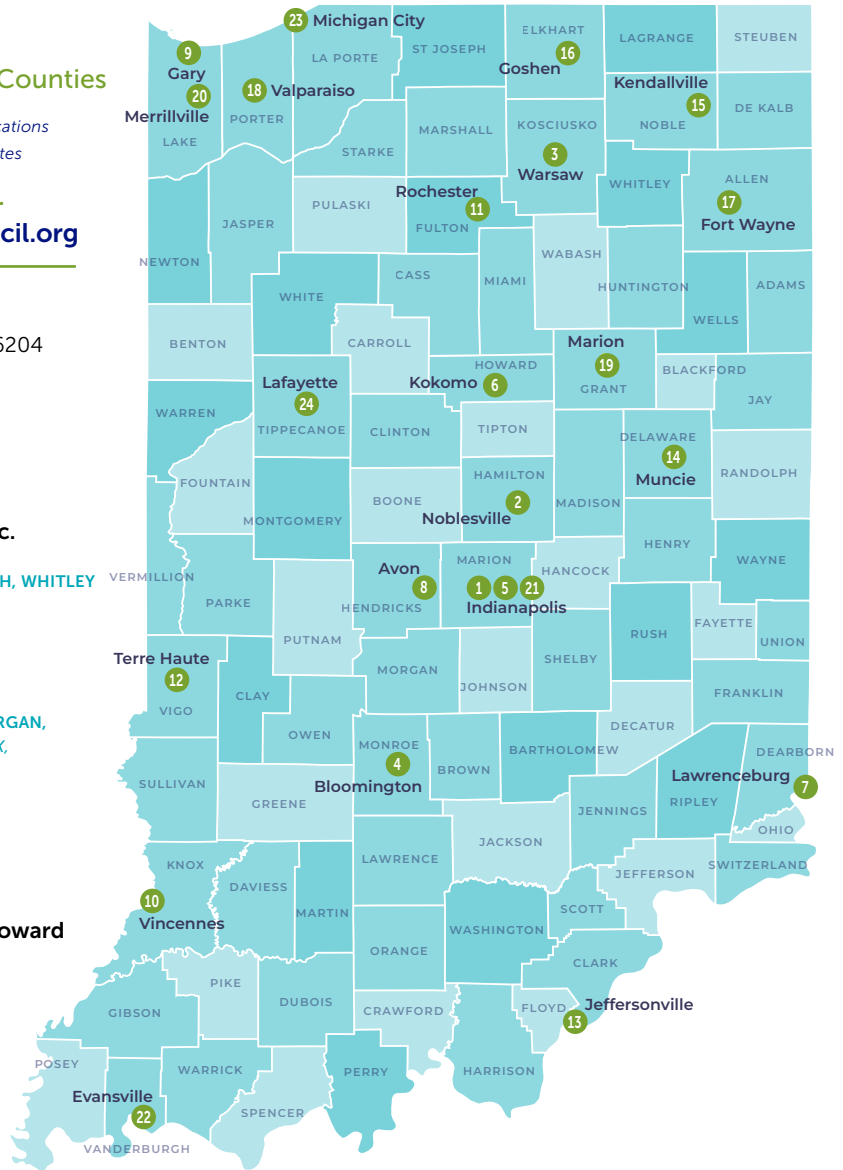 Counties
cations
tes
cil.org
6204
c.
H, WHITLEY
RGAN,
X,
oward
23 Michigan City
ELKHART
LAGRANGE
STEUBEN
ST JOSEPH
LA PORTE
9
Gary
16
Goshen
Kendallville
18 Valparaiso
20
Merrillville
15
DE KALB
PORTER
LAKE
MARSHALL
KOSCIUSKO
NOBLE
STARKE
3
Warsaw
WHITLEY
ALLEN
Rochester
11
PULASKI
17
Fort Wayne
JASPER
FULTON
NEWTON
WABASH
CASS
MIAMI
HUNTINGTON
ADAMS
WHITE
WELLS
BENTON
CARROLL
Marion
19
GRANT
HOWARD
BLACKFORD
Lafayette
24
TIPPECANOE
Kokomo 6
JAY
WARREN
CLINTON
TIPTON
DELAWARE
14
Muncie
RANDOLPH
FOUNTAIN
HAMILTON
2
Noblesville
BOONE
MADISON
MONTGOMERY
HENRY
WAYNE
VERMILLION
PARKE
Avon
8
HENDRICKS
MARION
1 5 21
Indianapolis
HANCOCK
FAYETTE
UNION
RUSH
PUTNAM
Terre Haute
12
VIGO
MORGAN
JOHNSON
SHELBY
CLAY
FRANKLIN
OWEN
DECATUR
MONROE
4
Bloomington
BROWN
BARTHOLOMEW
DEARBORN
Lawrenceburg
7
SULLIVAN
GREENE
RIPLEY
JENNINGS
OHIO
JACKSON
LAWRENCE
KNOX
JEFFERSON
SWITZERLAND
DAVIESS
MARTIN
10
Vincennes
SCOTT
WASHINGTON
ORANGE
CLARK
PIKE
DUBOIS
CRAWFORD
FLOYD
Jeffersonville
13
GIBSON
POSEY
WARRICK
PERRY
HARRISON
Evansville
22
SPENCER
VANDERBURGH